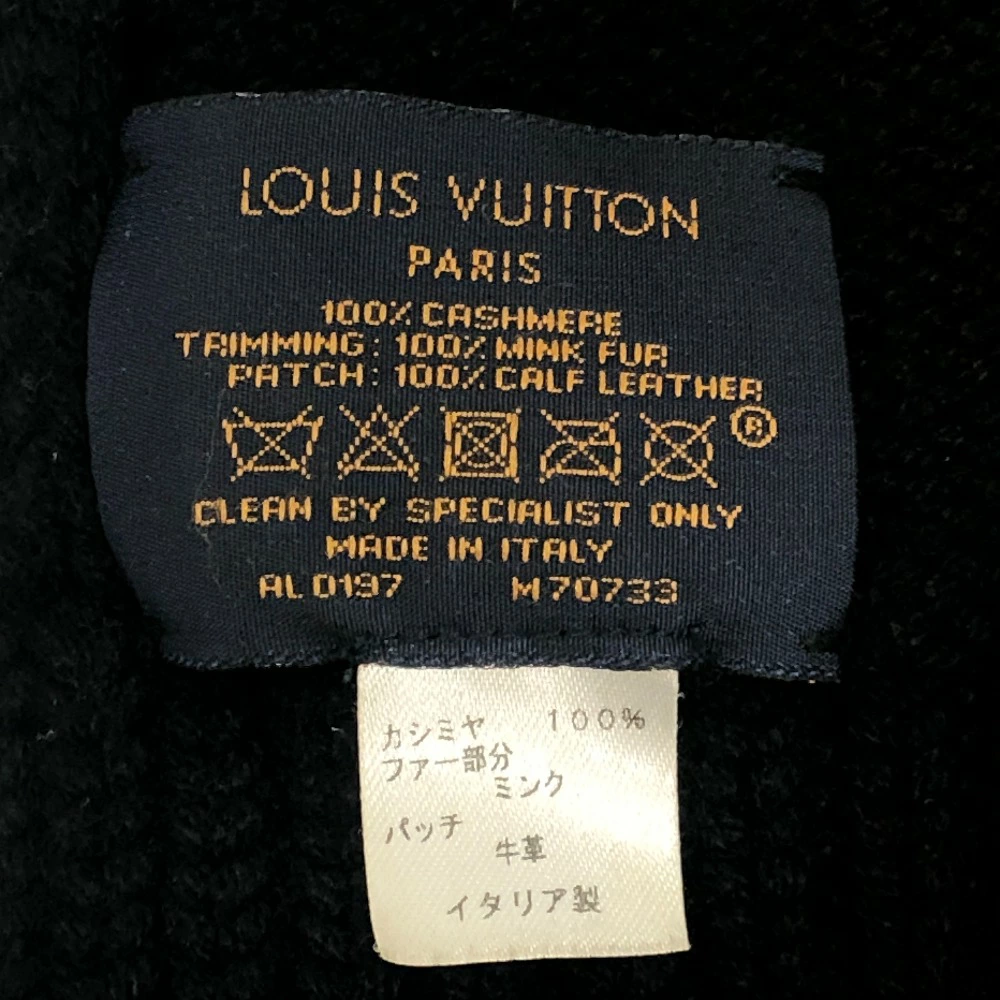 LOUIS VUITTON
PARIS
100% CASHMERE
TRIMMING: 100% MINK FUR
PATCH: 100% CALF LEATHER
®
CLEAN BY SPECIALIST ONLY
MADE IN ITALY
AL0197 M70733
カシミヤ 100%
ファー部分
ミンク
パッチ
牛革
イタリア製